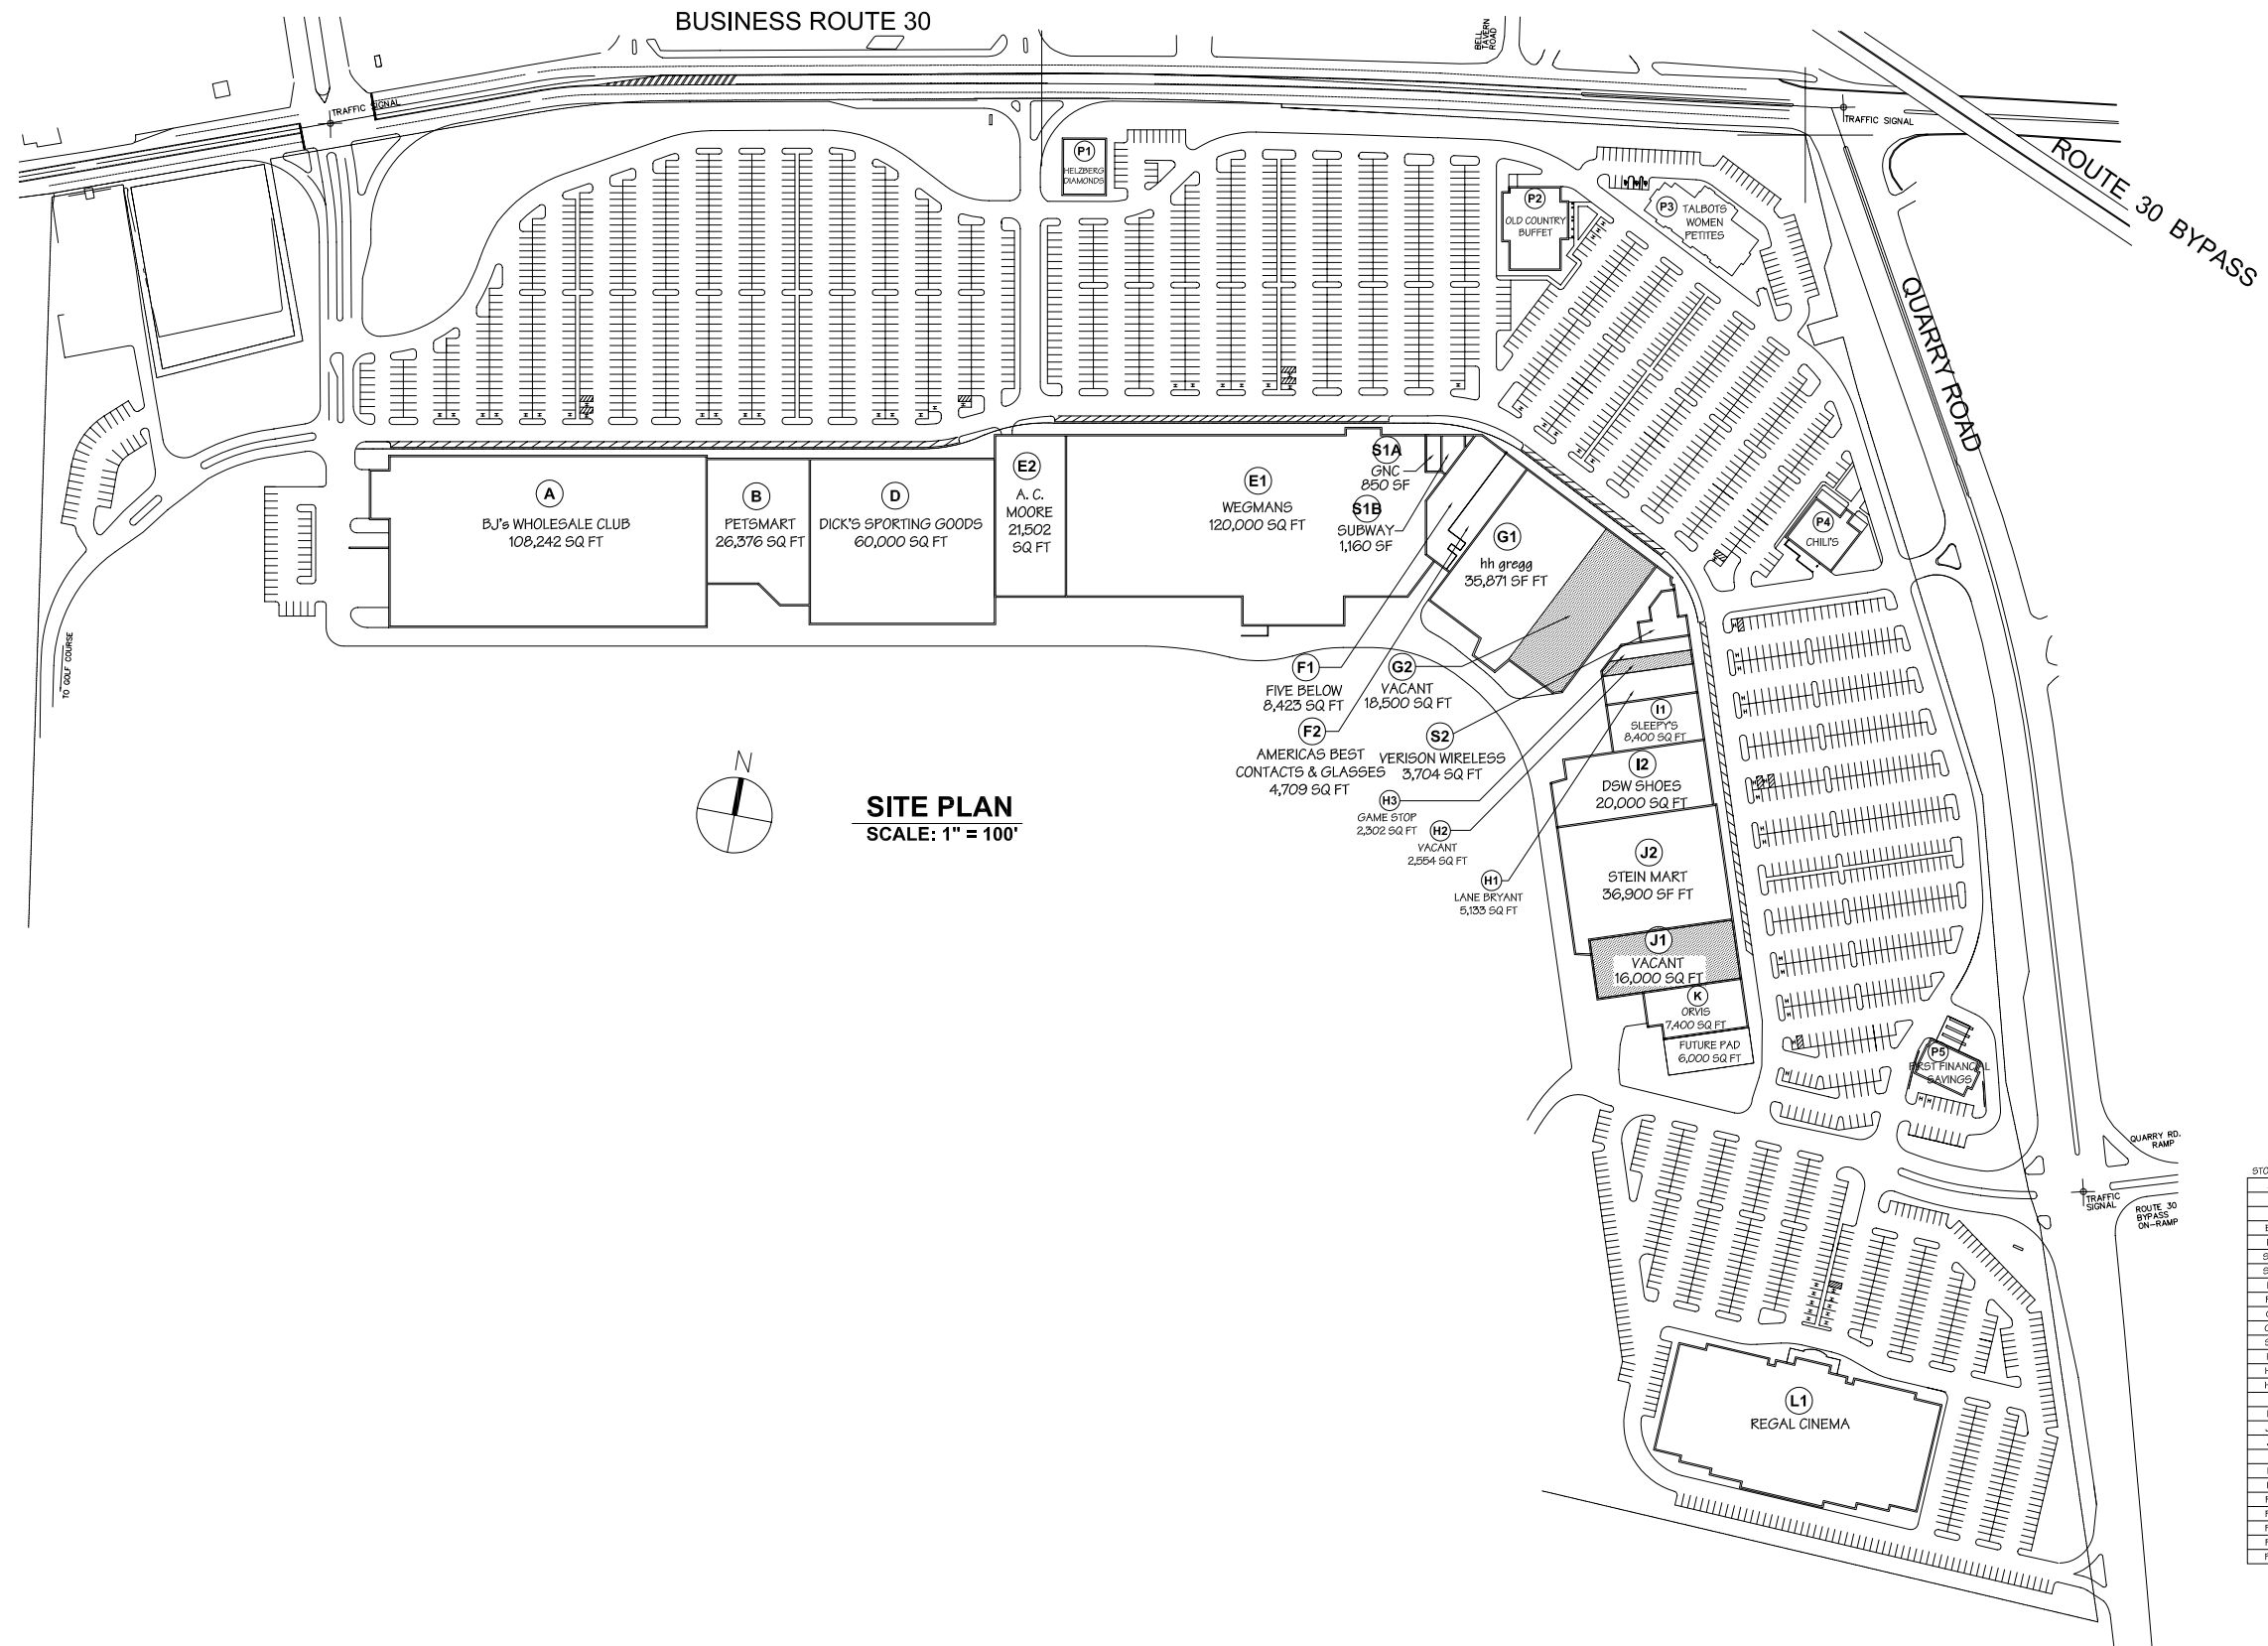 BUSINESS ROUTE 30
BELL
TAVERN
ROAD
TRAFFIC SIGNAL
TRAFFIC SIGNAL
ROUTE 30 BYPASS
QUARRY ROAD
P1
HELZBERG
DIAMONDS
P2
OLD COUNTRY
BUFFET
P3
TALBOTS
WOMEN
PETITES
A
BJ's WHOLESALE CLUB
108,242 SQ FT
B
PETSMART
26,376 SQ FT
D
DICK'S SPORTING GOODS
60,000 SQ FT
E2
A. C.
MOORE
21,502
SQ FT
E1
WEGMANS
120,000 SQ FT
S1A
GNC
850 SF
S1B
SUBWAY
1,160 SF
G1
hh gregg
35,871 SF FT
P4
CHILI'S
TO GOLF COURSE
F1
FIVE BELOW
8,423 SQ FT
G2
VACANT
18,500 SQ FT
F2
AMERICAS BEST
CONTACTS & GLASSES
4,709 SQ FT
S2
VERISON WIRELESS
3,704 SQ FT
H3
GAME STOP
2,302 SQ FT
H2
VACANT
2,554 SQ FT
H1
LANE BRYANT
5,133 SQ FT
I1
SLEEPY'S
8,400 SQ FT
I2
DSW SHOES
20,000 SQ FT
J2
STEIN MART
36,900 SF FT
J1
VACANT
16,000 SQ FT
K
ORVIS
7,400 SQ FT
FUTURE PAD
6,000 SQ FT
N
SITE PLAN
SCALE: 1" = 100'
P5
FIRST FINANCIAL
SAVINGS
QUARRY RD.
RAMP
TRAFFIC
SIGNAL
ROUTE 30
BYPASS
ON-RAMP
L1
REGAL CINEMA